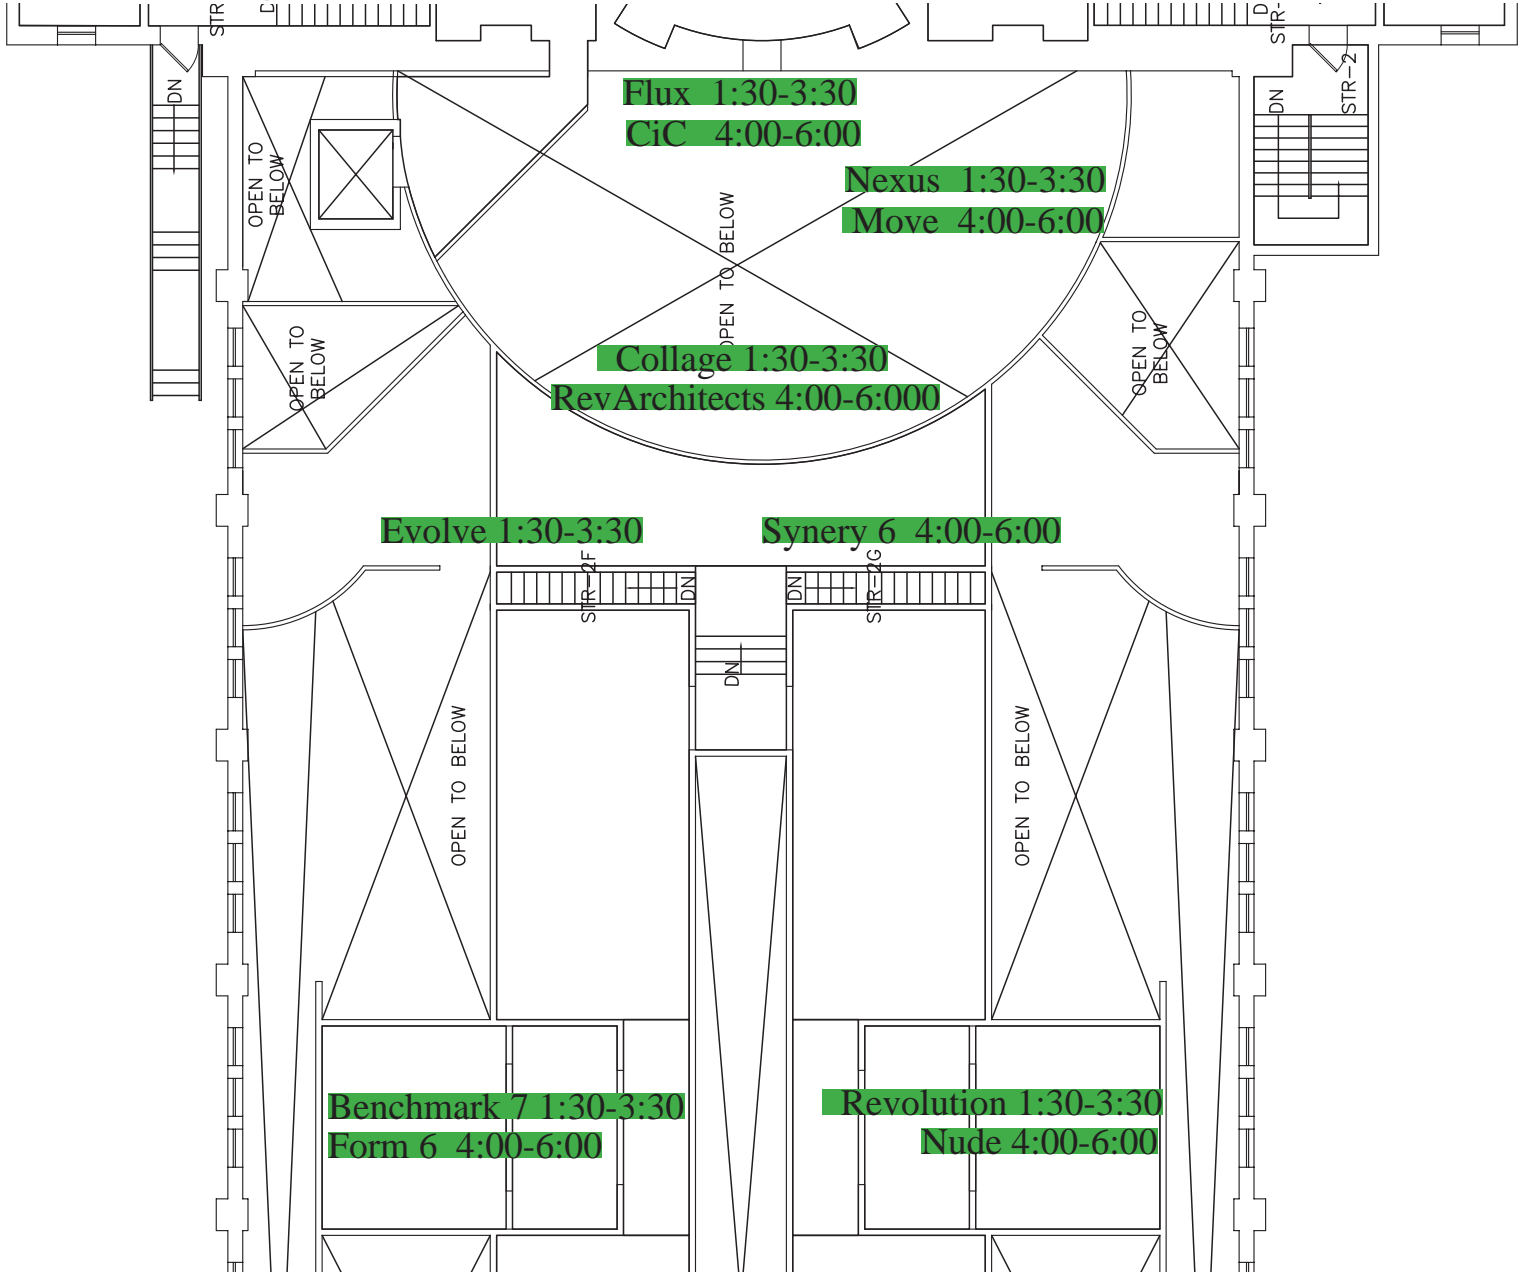 STR
D
D
STR-
DN
DN
STR-2
Flux 1:30-3:30
CiC 4:00-6:00
OPEN TO
BELOW
Nexus 1:30-3:30
Move 4:00-6:00
OPEN TO BELOW
OPEN TO
BELOW
OPEN TO
BELOW
Collage 1:30-3:30
RevArchitects 4:00-6:000
Evolve 1:30-3:30
Synery 6 4:00-6:00
STR-2F
DN
DN
STR-2G
DN
OPEN TO BELOW
OPEN TO BELOW
Benchmark 7 1:30-3:30
Form 6 4:00-6:00
Revolution 1:30-3:30
Nude 4:00-6:00